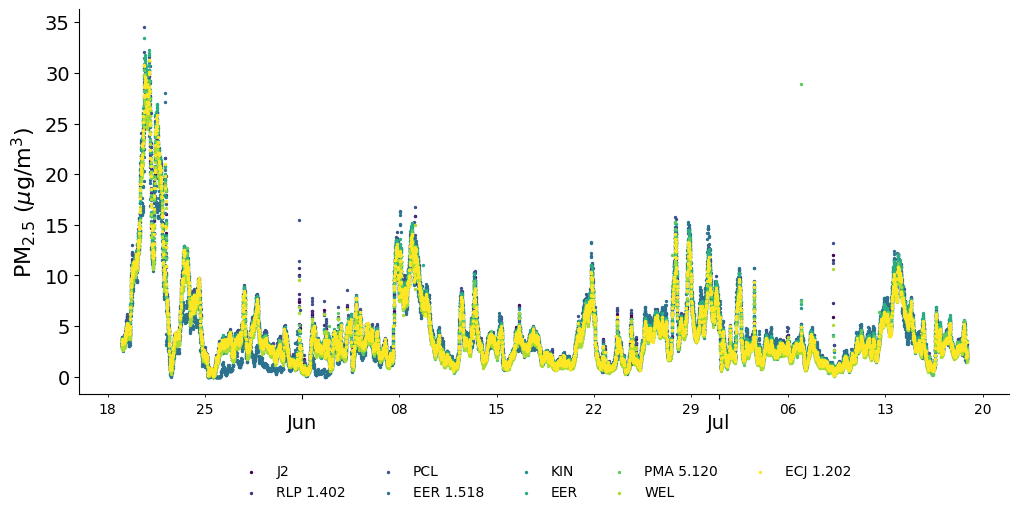 35
30
25
20
15
10
5
0
PM2.5 (μg/m3)
18 25 08 15 22 29 06 13 20
Jun Jul
J2 PCL KIN PMA 5.120 ECJ 1.202
RLP 1.402 EER 1.518 EER WEL